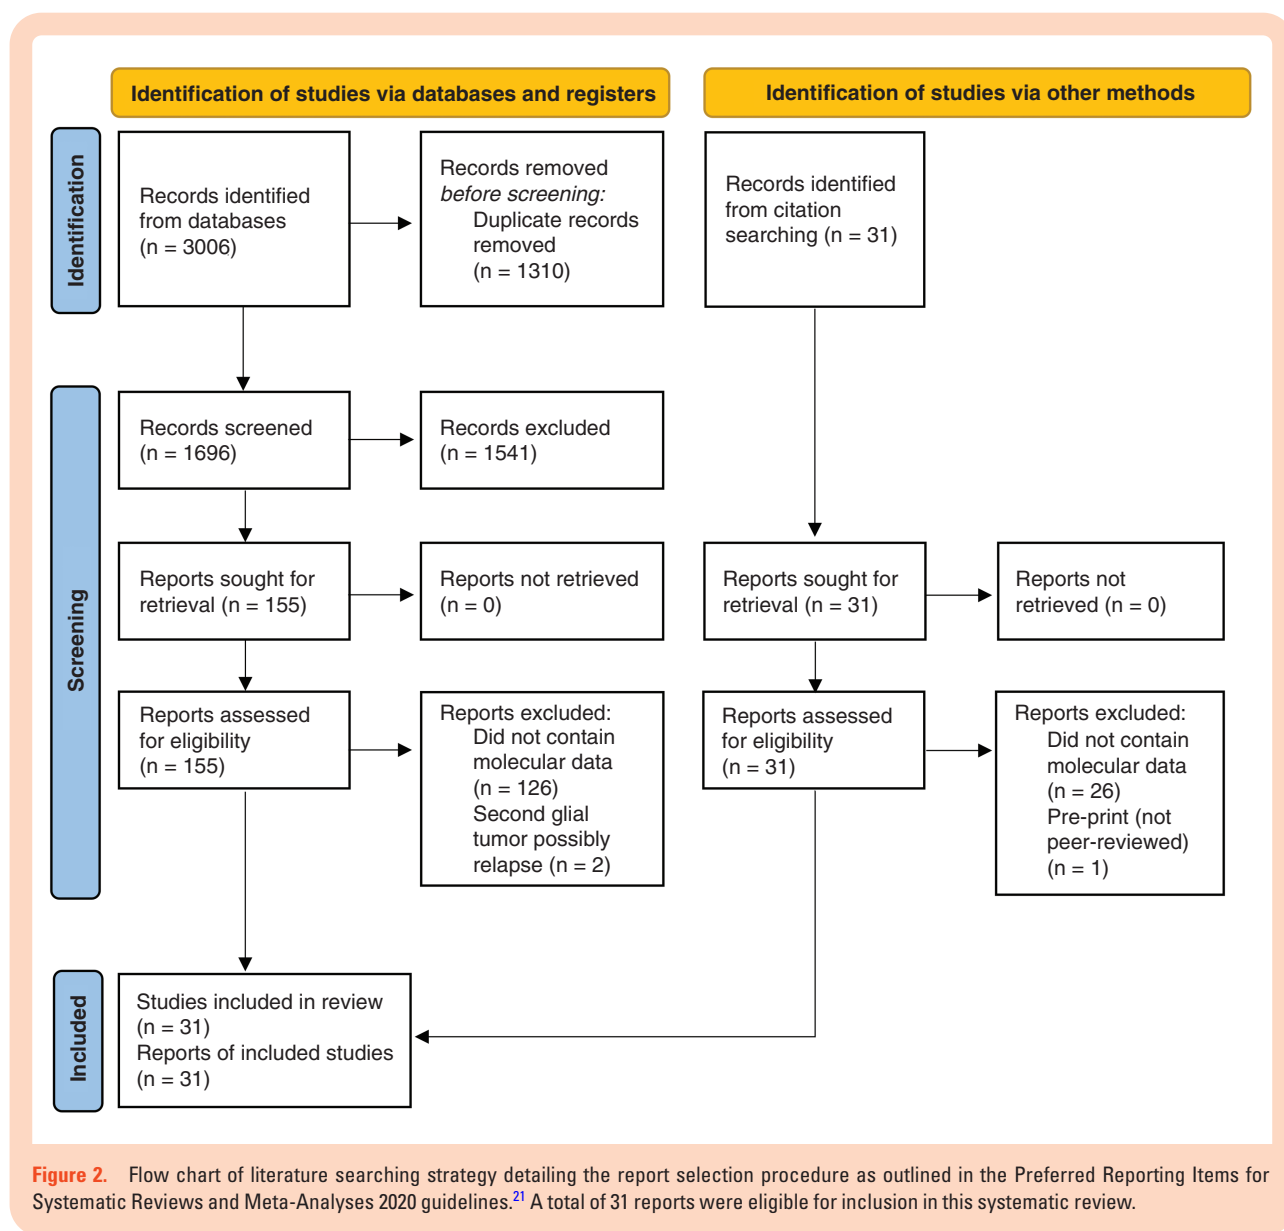 Identification of studies via databases and registers
Identification of studies via other methods
Identification
Records identified
from databases
(n = 3006)
Records removed
before screening:
Duplicate records
removed
(n = 1310)
Records identified
from citation
searching (n = 31)
Screening
Records screened
(n = 1696)
Records excluded
(n = 1541)
Reports sought for
retrieval (n = 155)
Reports not retrieved
(n = 0)
Reports sought for
retrieval (n = 31)
Reports not
retrieved (n = 0)
Reports assessed
for eligibility
(n = 155)
Reports excluded:
Did not contain
molecular data
(n = 126)
Second glial
tumor possibly
relapse (n = 2)
Reports assessed
for eligibility
(n = 31)
Reports excluded:
Did not contain
molecular data
(n = 26)
Pre-print (not
peer-reviewed)
(n = 1)
Included
Studies included in review
(n = 31)
Reports of included studies
(n = 31)
Figure 2. Flow chart of literature searching strategy detailing the report selection procedure as outlined in the Preferred Reporting Items for
Systematic Reviews and Meta-Analyses 2020 guidelines.21 A total of 31 reports were eligible for inclusion in this systematic review.